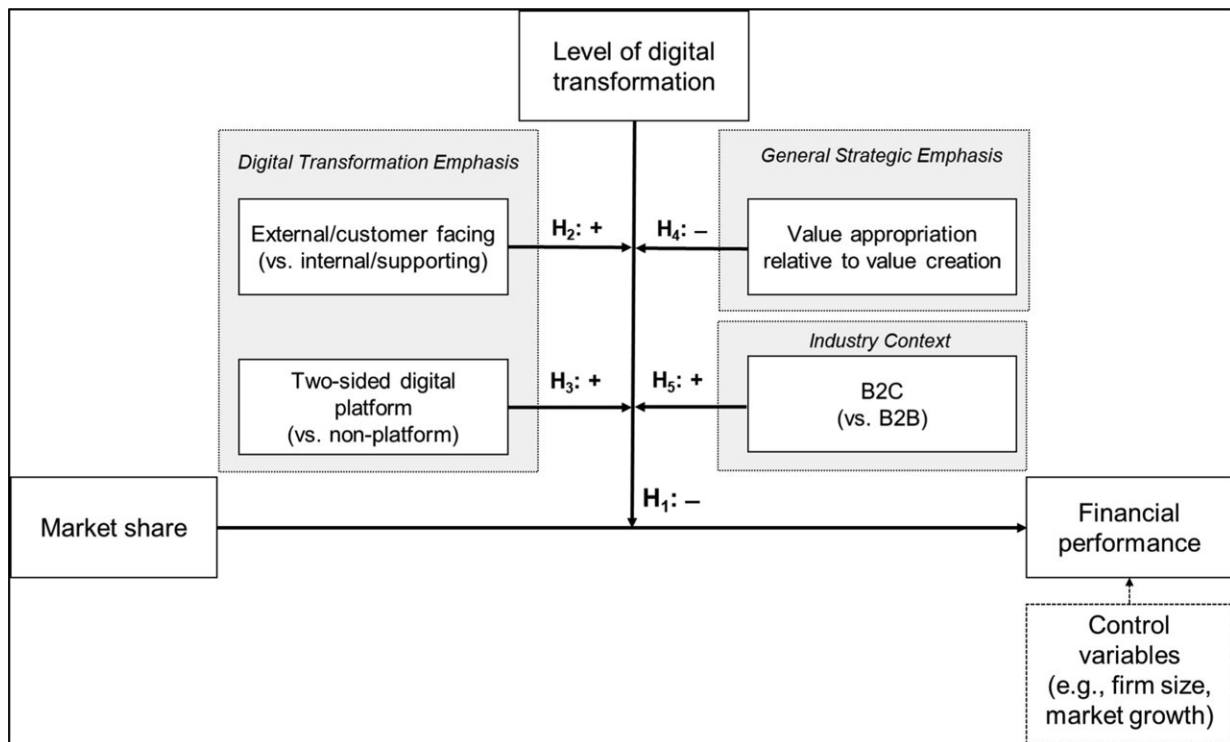 Level of digital
transformation
Digital Transformation Emphasis
External/customer facing
(vs. internal/supporting)
H₂: +
Two-sided digital
platform
(vs. non-platform)
H₃: +
General Strategic Emphasis
H₄: –
Value appropriation
relative to value creation
Industry Context
H₅: +
B2C
(vs. B2B)
H₁: –
Market share
Financial
performance
Control
variables
(e.g., firm size,
market growth)